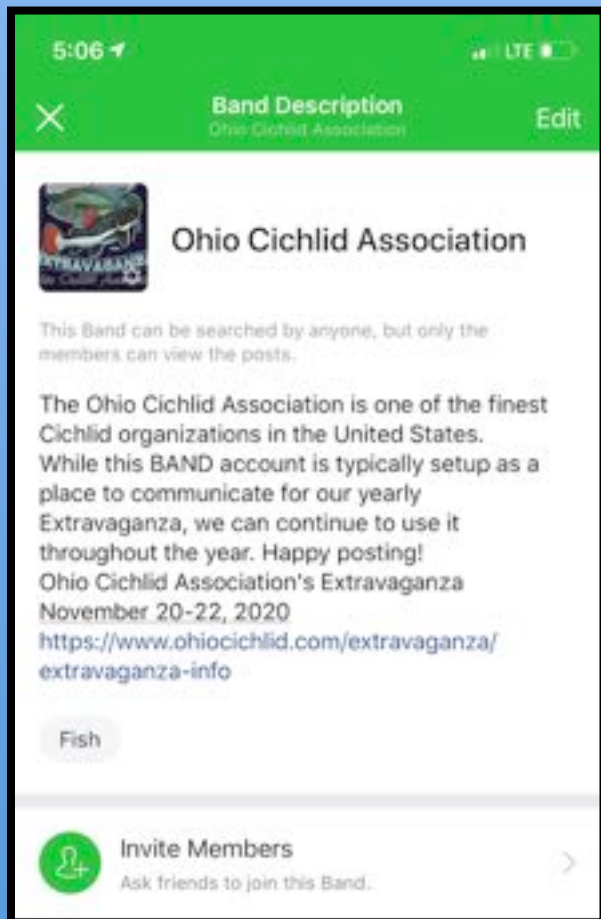 5:06
LTE
Band Description
Ohio Cichlid Association
Edit
EXTRAVAGANZA
Ohio Cichlid Association
This Band can be searched by anyone, but only the
members can view the posts.
The Ohio Cichlid Association is one of the finest
Cichlid organizations in the United States.
While this BAND account is typically setup as a
place to communicate for our yearly
Extravaganza, we can continue to use it
throughout the year. Happy posting!
Ohio Cichlid Association's Extravaganza
November 20-22, 2020
https://www.ohiocichlid.com/extravaganza/
extravaganza-info
Fish
Invite Members
Ask friends to join this Band.